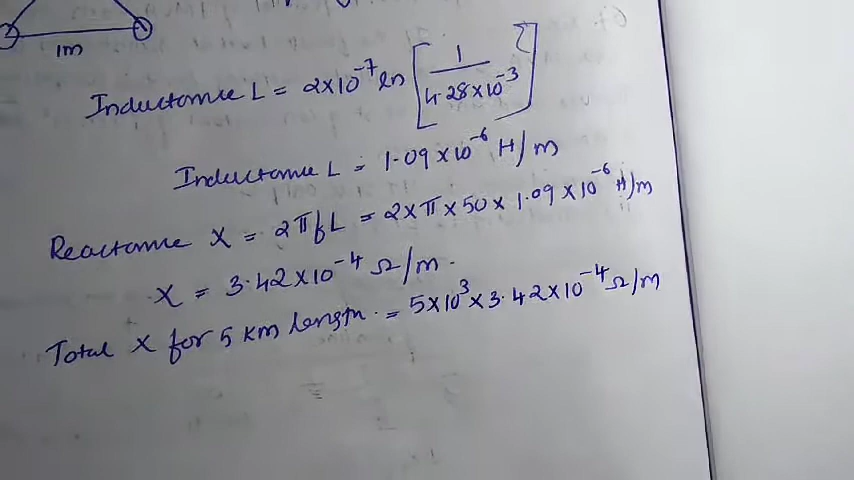 2
1m
Inductance L = 2×10⁻⁷ ln [ 1 / 4.28×10⁻³ ]
Inductance L = 1.09 ×10⁻⁶ H/m
Reactance X = 2πfL = 2×π×50×1.09×10⁻⁶ H/m
X = 3.42×10⁻⁴ Ω/m.
Total X for 5 km length. = 5×10³×3.42×10⁻⁴Ω/m